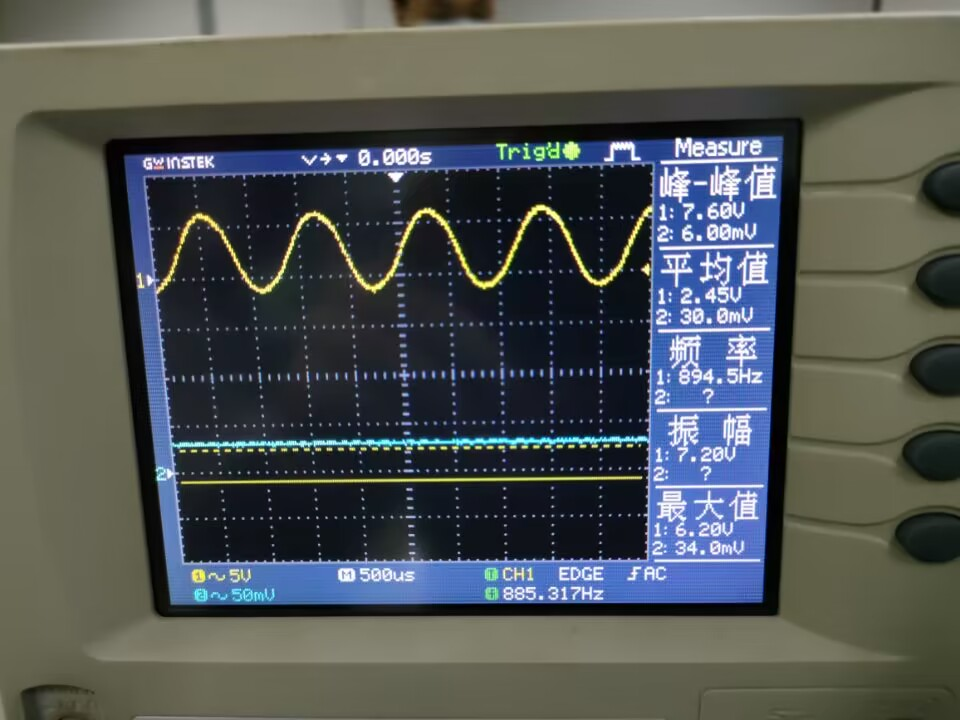 GW INSTEK 0.000s Trig'd Measure
峰-峰值
1: 7.60V
2: 6.00mV
平均值
1: 2.45V
2: 30.0mV
频 率
1: 894.5Hz
2: ?
振 幅
1: 7.20V
2: ?
最大值
1: 6.20V
2: 34.0mV
1
2
1 ~ 5V M 500us T CH1 EDGE AC
2 ~ 50mV f 885.317Hz